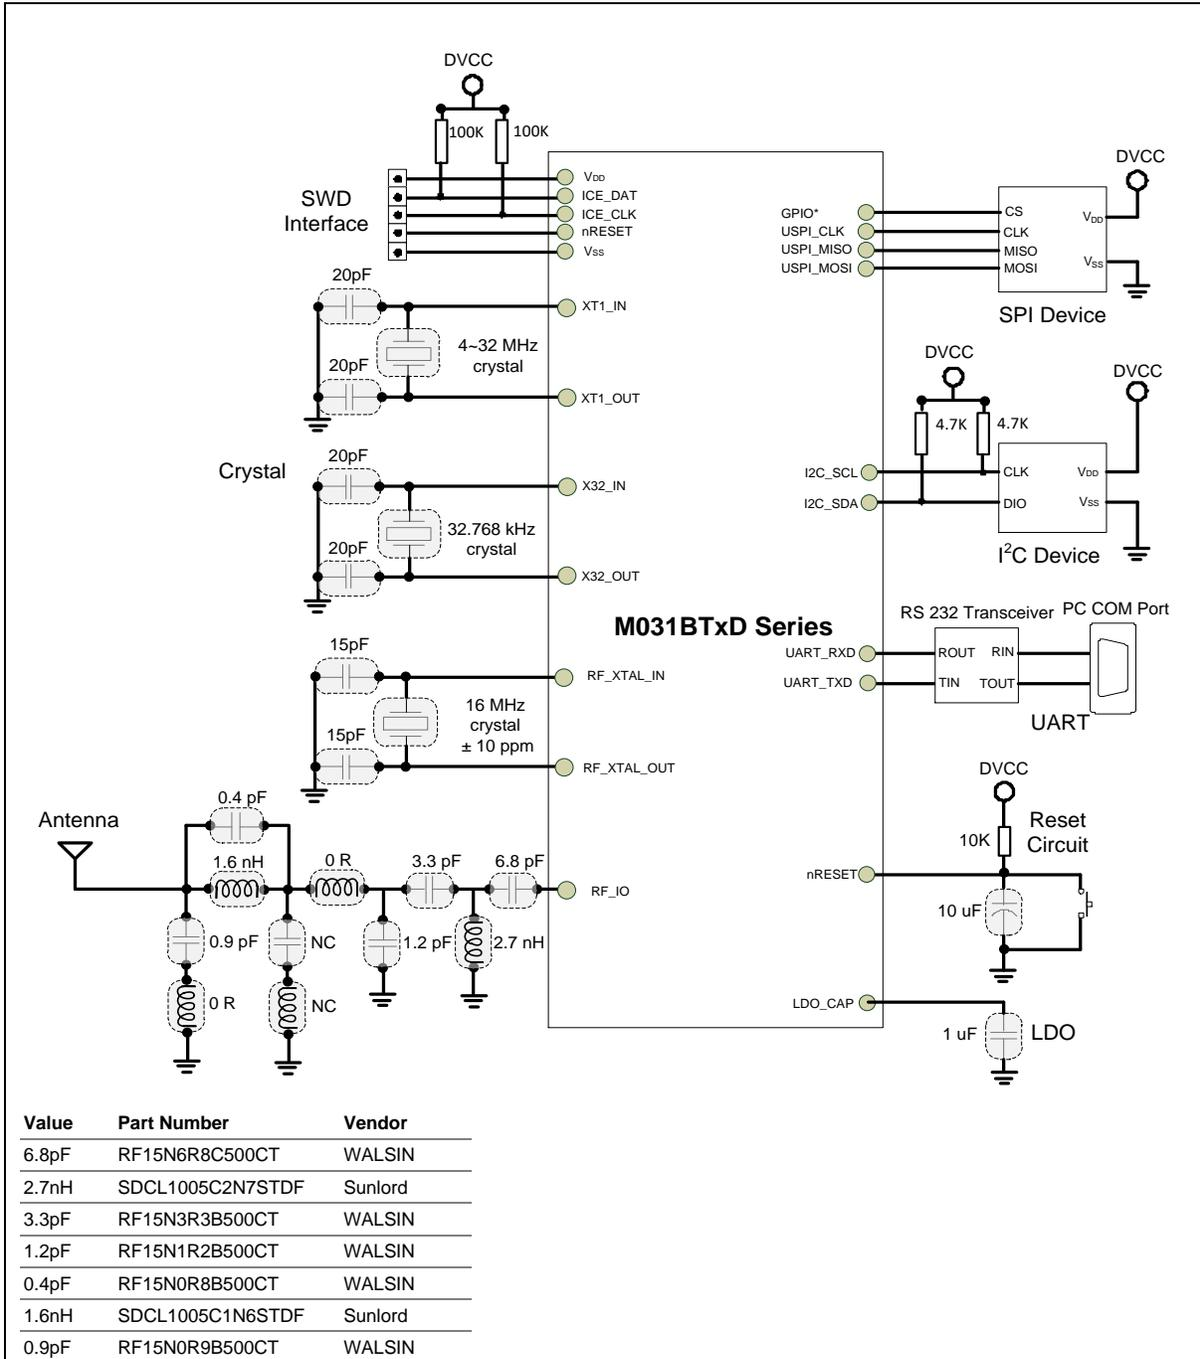 DVCC
100K 100K
SWD
Interface
VDD
ICE_DAT
ICE_CLK
nRESET
VSS
20pF
XT1_IN
4~32 MHz
crystal
20pF
XT1_OUT
Crystal
20pF
X32_IN
32.768 kHz
crystal
20pF
X32_OUT
15pF
RF_XTAL_IN
16 MHz
crystal
± 10 ppm
15pF
RF_XTAL_OUT
Antenna
0.4 pF
1.6 nH
0 R
3.3 pF
6.8 pF
RF_IO
0.9 pF
NC
1.2 pF
2.7 nH
0 R
NC
M031BTxD Series
GPIO*
USPI_CLK
USPI_MISO
USPI_MOSI
CS
CLK
MISO
MOSI
DVCC
VDD
VSS
SPI Device
DVCC
4.7K 4.7K
DVCC
I2C_SCL
I2C_SDA
CLK
DIO
VDD
VSS
I2C Device
RS 232 Transceiver
PC COM Port
UART_RXD
UART_TXD
ROUT RIN
TIN TOUT
UART
DVCC
10K
Reset
Circuit
nRESET
10 uF
LDO_CAP
1 uF
LDO
Value Part Number Vendor
6.8pF RF15N6R8C500CT WALSIN
2.7nH SDCL1005C2N7STDF Sunlord
3.3pF RF15N3R3B500CT WALSIN
1.2pF RF15N1R2B500CT WALSIN
0.4pF RF15N0R8B500CT WALSIN
1.6nH SDCL1005C1N6STDF Sunlord
0.9pF RF15N0R9B500CT WALSIN